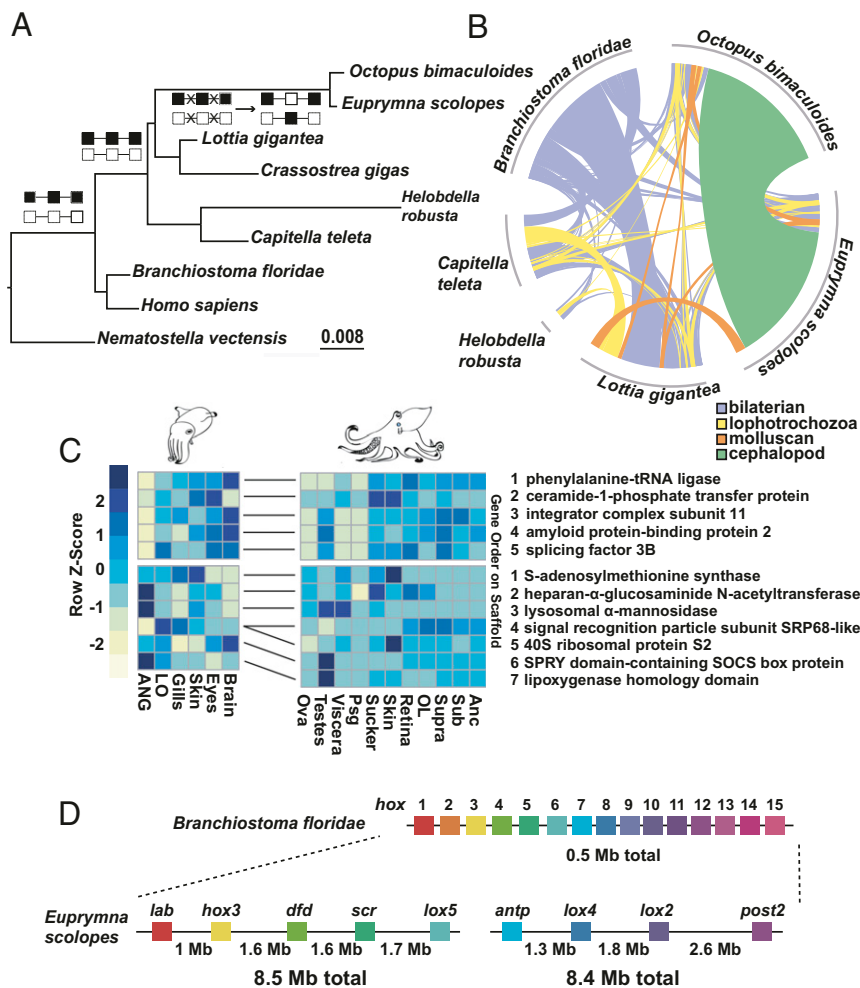 A
Octopus bimaculoides
Euprymna scolopes
Lottia gigantea
Crassostrea gigas
Helobdella
robusta
Capitella teleta
Branchiostoma floridae
Homo sapiens
Nematostella vectensis
0.008
B
Branchiostoma floridae
Octopus
bimaculoides
Capitella
teleta
Helobdella
robusta
Lottia gigantea
Euprymna scolopes
bilaterian
lophotrochozoa
molluscan
cephalopod
C
Row Z-Score
2
1
0
-1
-2
ANG
LO
Gills
Skin
Eyes
Brain
Ova
Testes
Viscera
Psg
Sucker
Skin
Retina
OL
Supra
Sub
Anc
Gene Order on Scaffold
1 phenylalanine-tRNA ligase
2 ceramide-1-phosphate transfer protein
3 integrator complex subunit 11
4 amyloid protein-binding protein 2
5 splicing factor 3B
1 S-adenosylmethionine synthase
2 heparan-α-glucosaminide N-acetyltransferase
3 lysosomal α-mannosidase
4 signal recognition particle subunit SRP68-like
5 40S ribosomal protein S2
6 SPRY domain-containing SOCS box protein
7 lipoxygenase homology domain
D
hox 1 2 3 4 5 6 7 8 9 10 11 12 13 14 15
Branchiostoma floridae
0.5 Mb total
Euprymna
scolopes
lab hox3 dfd scr lox5
1 Mb 1.6 Mb 1.6 Mb 1.7 Mb
8.5 Mb total
antp lox4 lox2 post2
1.3 Mb 1.8 Mb 2.6 Mb
8.4 Mb total